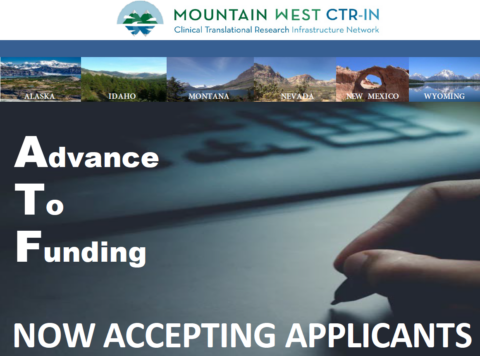 MOUNTAIN WEST CTR-IN
Clinical Translational Research Infrastructure Network
ALASKA IDAHO MONTANA NEVADA NEW MEXICO WYOMING
Advance
To
Funding
NOW ACCEPTING APPLICANTS